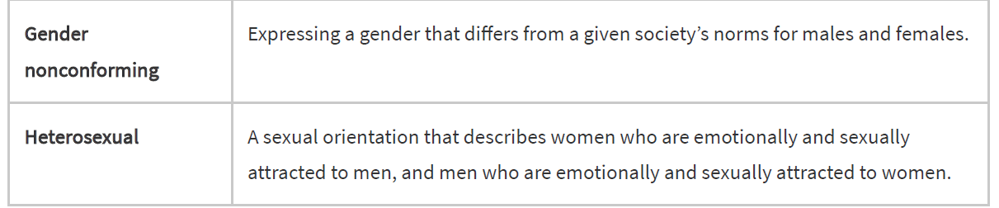 Gender
nonconforming
Expressing a gender that differs from a given society’s norms for males and females.
Heterosexual
A sexual orientation that describes women who are emotionally and sexually
attracted to men, and men who are emotionally and sexually attracted to women.